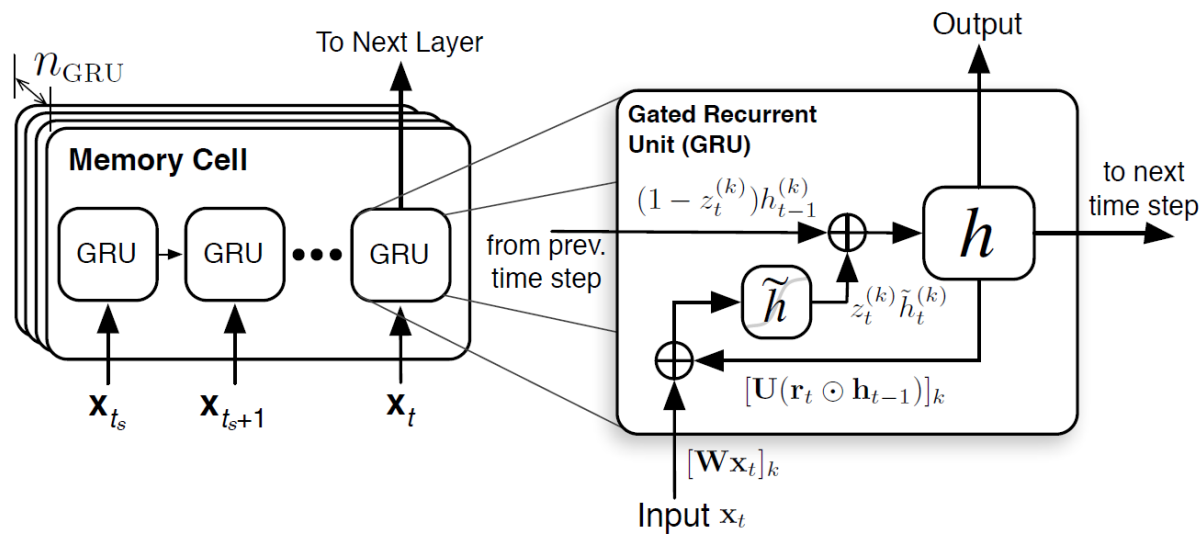 n_GRU
To Next Layer
Memory Cell
GRU
GRU
GRU
x_{t_s}
x_{t_s+1}
x_t
Output
Gated Recurrent
Unit (GRU)
(1 − z_t^{(k)})h_{t−1}^{(k)}
from prev.
time step
h
to next
time step
h̃
z_t^{(k)} h̃_t^{(k)}
[U(r_t ⊙ h_{t−1})]_k
[Wx_t]_k
Input x_t